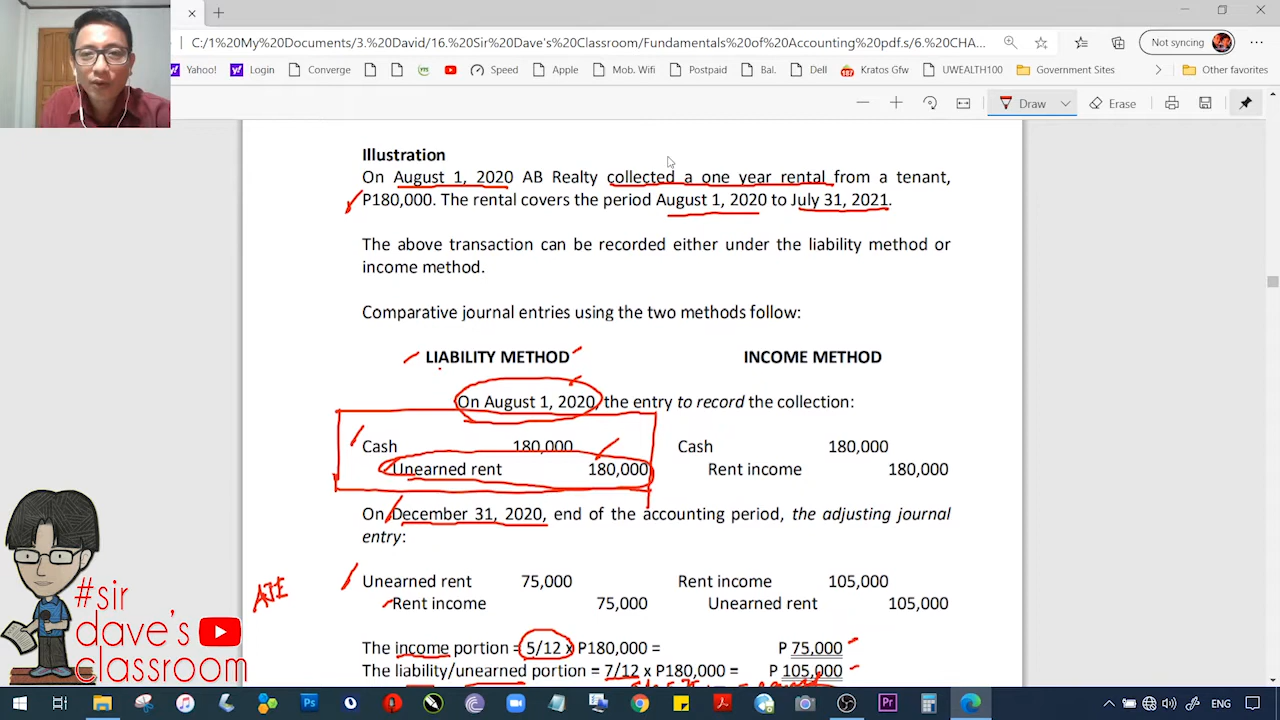 Not syncing
C:/1%20My%20Documents/3.%20David/16.%20Sir%20Dave's%20Classroom/Fundamentals%20of%20Accounting%20pdf.s/6.%20CHA...
Yahoo! Login Converge Speed Apple Mob. Wifi Postpaid Bal. Dell Kratos Gfw UWEALTH100 Government Sites Other favorites
Draw Erase
Illustration
On August 1, 2020 AB Realty collected a one year rental from a tenant,
P180,000. The rental covers the period August 1, 2020 to July 31, 2021.
The above transaction can be recorded either under the liability method or
income method.
Comparative journal entries using the two methods follow:
LIABILITY METHOD INCOME METHOD
On August 1, 2020, the entry to record the collection:
Cash 180,000 Cash 180,000
Unearned rent 180,000 Rent income 180,000
On December 31, 2020, end of the accounting period, the adjusting journal
entry:
Unearned rent 75,000 Rent income 105,000
Rent income 75,000 Unearned rent 105,000
AJE
The income portion = 5/12 x P180,000 = P 75,000
The liability/unearned portion = 7/12 x P180,000 = P 105,000
#sir
dave's
classroom
ENG